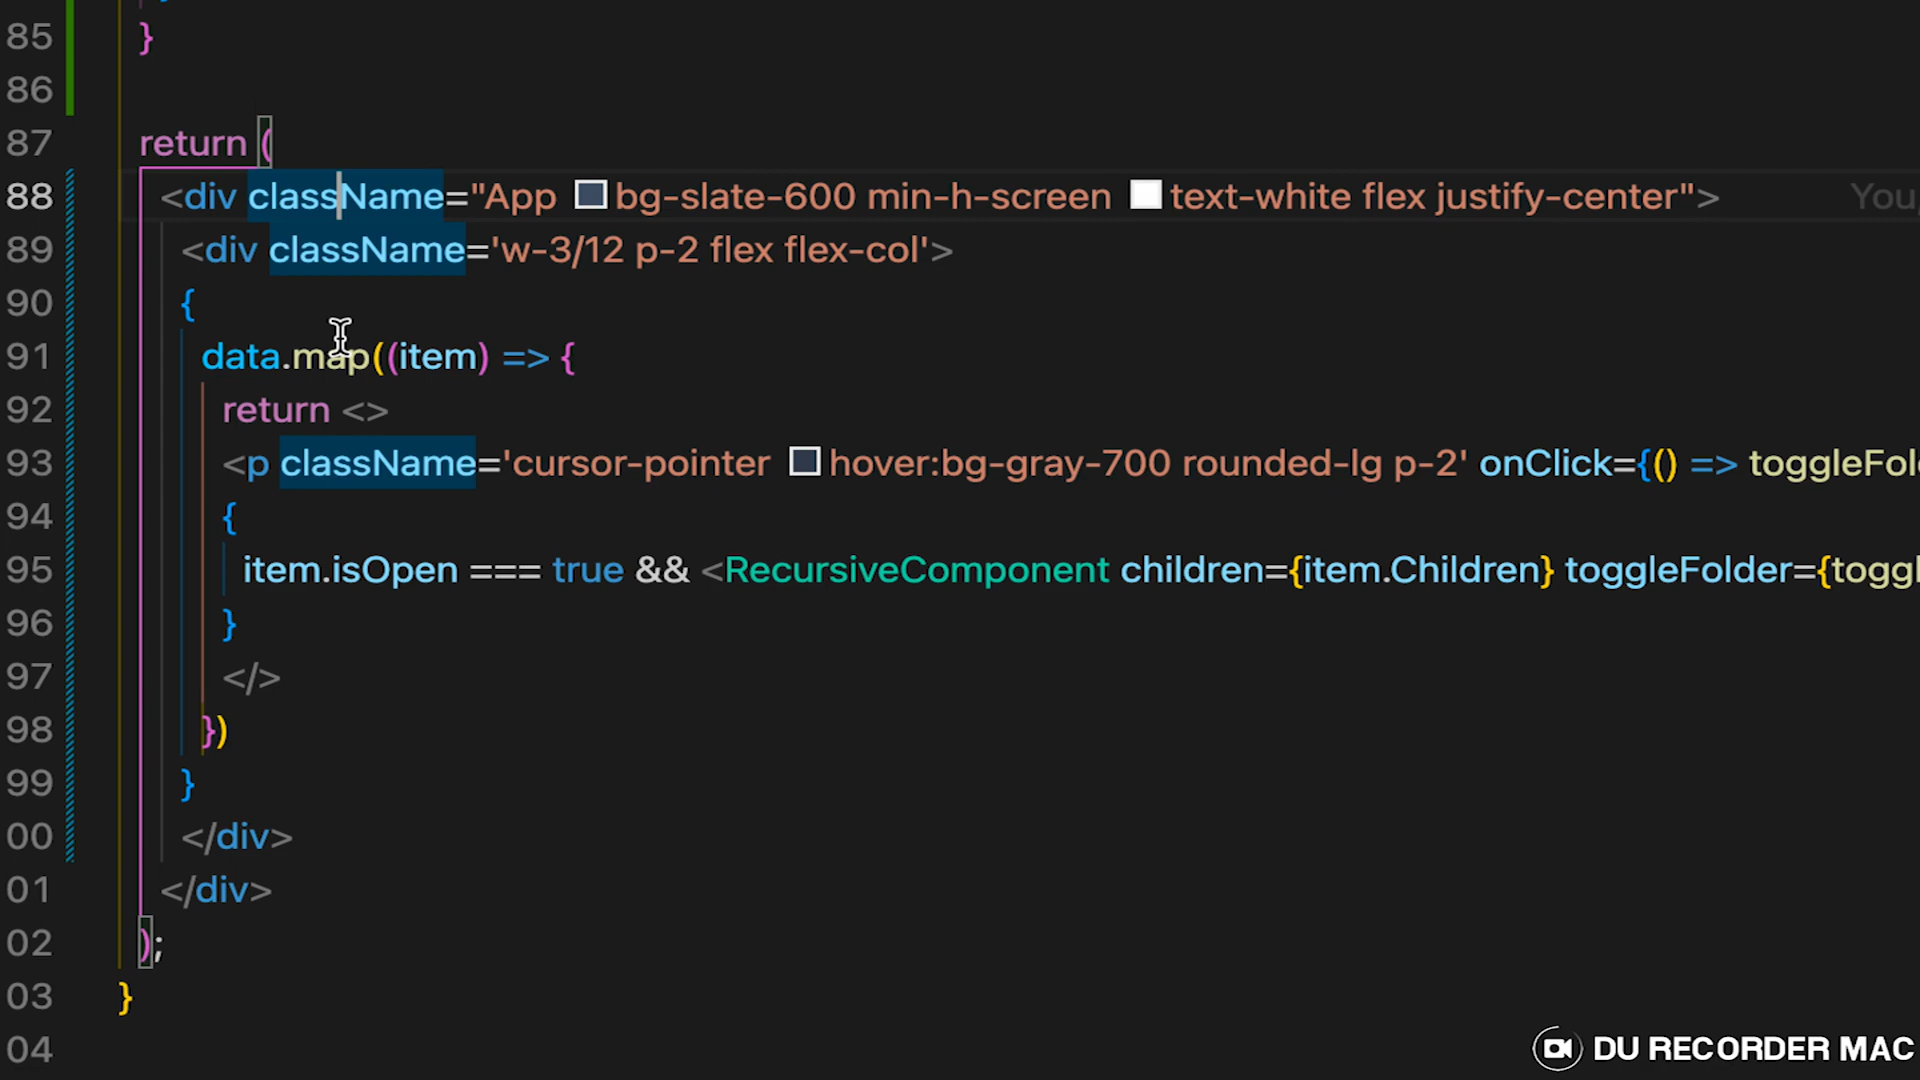 85 }
86
87 return (
88 <div className="App bg-slate-600 min-h-screen text-white flex justify-center"> You
89 <div className='w-3/12 p-2 flex flex-col'>
90 {
91 data.map((item) => {
92 return <>
93 <p className='cursor-pointer hover:bg-gray-700 rounded-lg p-2' onClick={() => toggleFol
94 {
95 item.isOpen === true && <RecursiveComponent children={item.Children} toggleFolder={toggl
96 }
97 </>
98 })
99 }
00 </div>
01 </div>
02 );
03 }
04
DU RECORDER MAC